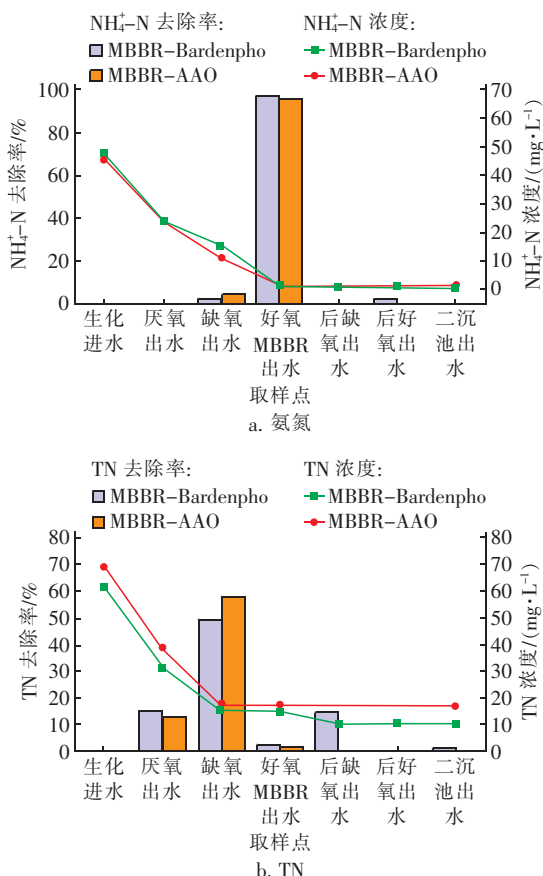 NH₄⁺-N 去除率: NH₄⁺-N 浓度:
MBBR-Bardenpho MBBR-Bardenpho
MBBR-AAO MBBR-AAO
NH₄⁺-N 去除率/%
100
80
60
40
20
0
70
60
50
40
30
20
10
0
NH₄⁺-N 浓度/(mg·L⁻¹)
生化 厌氧 缺氧 好氧 后缺 后好 二沉
进水 出水 出水 MBBR 氧出 氧出 池出
出水 水 水 水
取样点
a. 氨氮
TN 去除率: TN 浓度:
MBBR-Bardenpho MBBR-Bardenpho
MBBR-AAO MBBR-AAO
TN 去除率/%
80
70
60
50
40
30
20
10
0
80
70
60
50
40
30
20
10
0
TN 浓度/(mg·L⁻¹)
生化 厌氧 缺氧 好氧 后缺 后好 二沉
进水 出水 出水 MBBR 氧出 氧出 池出
出水 水 水 水
取样点
b. TN